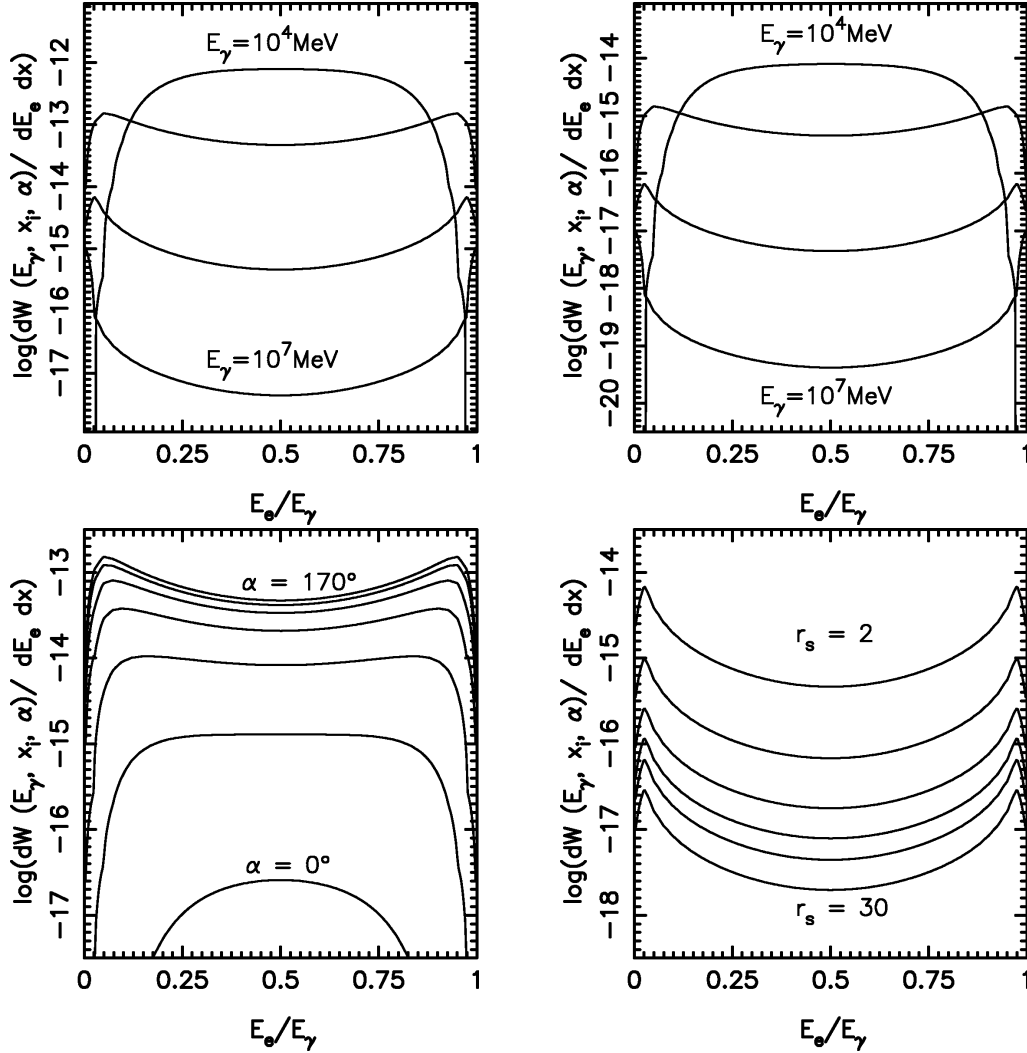 E_γ=10^4MeV
log(dW (E_γ, x_i, α)/ dE_e dx)
-12
-13
-14
-15
-16
-17
E_γ=10^7MeV
0 0.25 0.5 0.75 1
E_e/E_γ
E_γ=10^4MeV
log(dW (E_γ, x_i, α)/ dE_e dx)
-14
-15
-16
-17
-18
-19
-20
E_γ=10^7MeV
0 0.25 0.5 0.75 1
E_e/E_γ
log(dW (E_γ, x_i, α)/ dE_e dx)
-13
-14
-15
-16
-17
α = 170°
α = 0°
0 0.25 0.5 0.75 1
E_e/E_γ
log(dW (E_γ, x_i, α)/ dE_e dx)
-14
-15
-16
-17
-18
r_s = 2
r_s = 30
0 0.25 0.5 0.75 1
E_e/E_γ